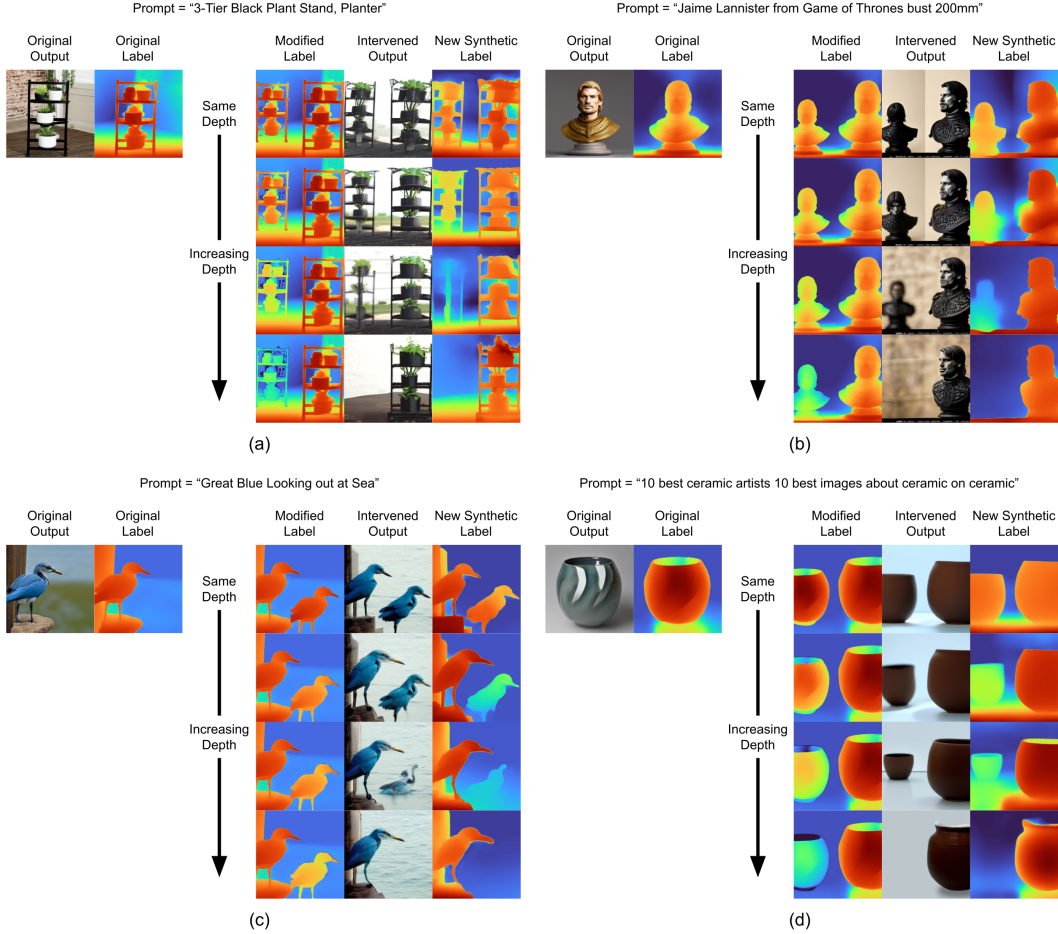 Prompt = “3-Tier Black Plant Stand, Planter”
Original Output
Original Label
Modified Label
Intervened Output
New Synthetic Label
Same Depth
Increasing Depth
(a)
Prompt = “Jaime Lannister from Game of Thrones bust 200mm”
Original Output
Original Label
Modified Label
Intervened Output
New Synthetic Label
Same Depth
Increasing Depth
(b)
Prompt = “Great Blue Looking out at Sea”
Original Output
Original Label
Modified Label
Intervened Output
New Synthetic Label
Same Depth
Increasing Depth
(c)
Prompt = “10 best ceramic artists 10 best images about ceramic on ceramic”
Original Output
Original Label
Modified Label
Intervened Output
New Synthetic Label
Same Depth
Increasing Depth
(d)